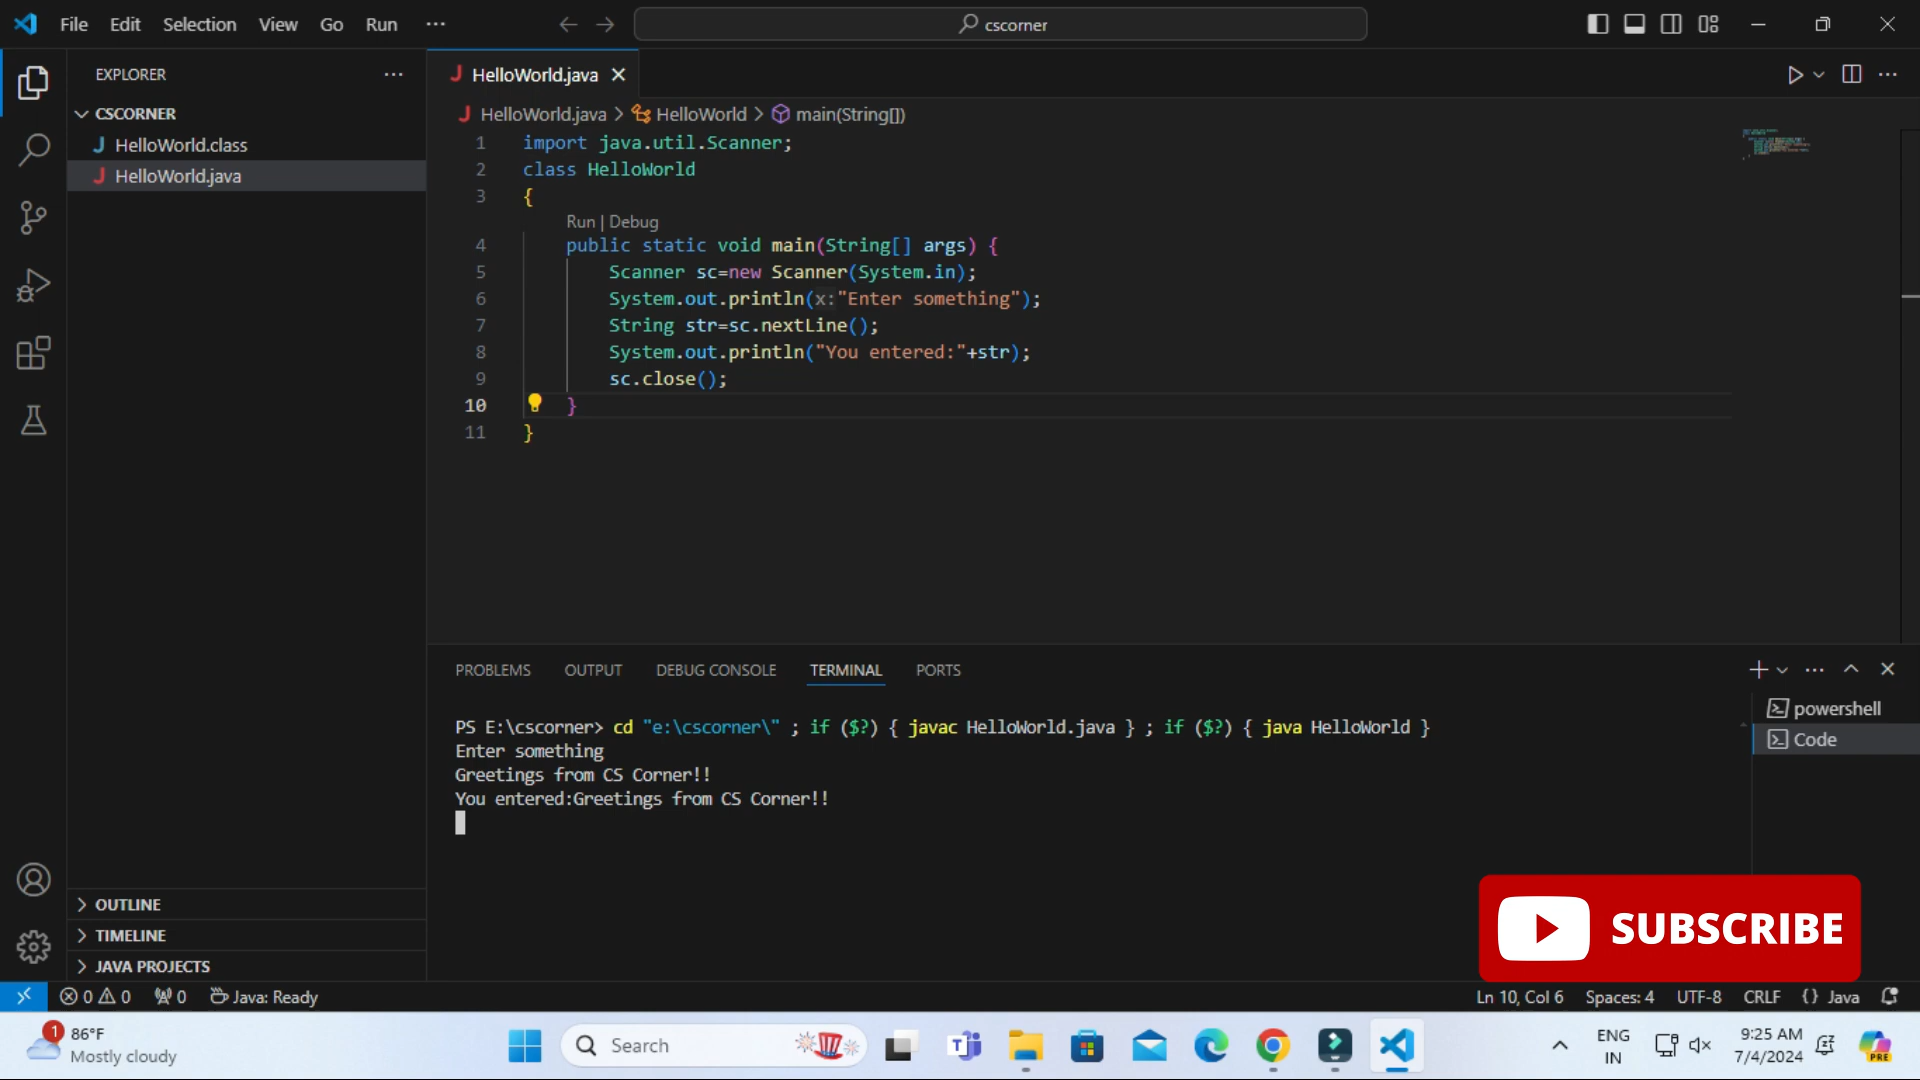 File Edit Selection View Go Run ···
cscorner
EXPLORER
CSCORNER
HelloWorld.class
HelloWorld.java
OUTLINE
TIMELINE
JAVA PROJECTS
HelloWorld.java
HelloWorld.java > HelloWorld > main(String[])
1 import java.util.Scanner;
2 class HelloWorld
3 {
Run | Debug
4 public static void main(String[] args) {
5 Scanner sc=new Scanner(System.in);
6 System.out.println(x:"Enter something");
7 String str=sc.nextLine();
8 System.out.println("You entered:"+str);
9 sc.close();
10 }
11 }
PROBLEMS OUTPUT DEBUG CONSOLE TERMINAL PORTS
PS E:\cscorner> cd "e:\cscorner\" ; if ($?) { javac HelloWorld.java } ; if ($?) { java HelloWorld }
Enter something
Greetings from CS Corner!!
You entered:Greetings from CS Corner!!
powershell
Code
SUBSCRIBE
0 0 0 Java: Ready
Ln 10, Col 6 Spaces: 4 UTF-8 CRLF {} Java
1
86°F
Mostly cloudy
Search
T
ENG
IN
9:25 AM
7/4/2024
PRE